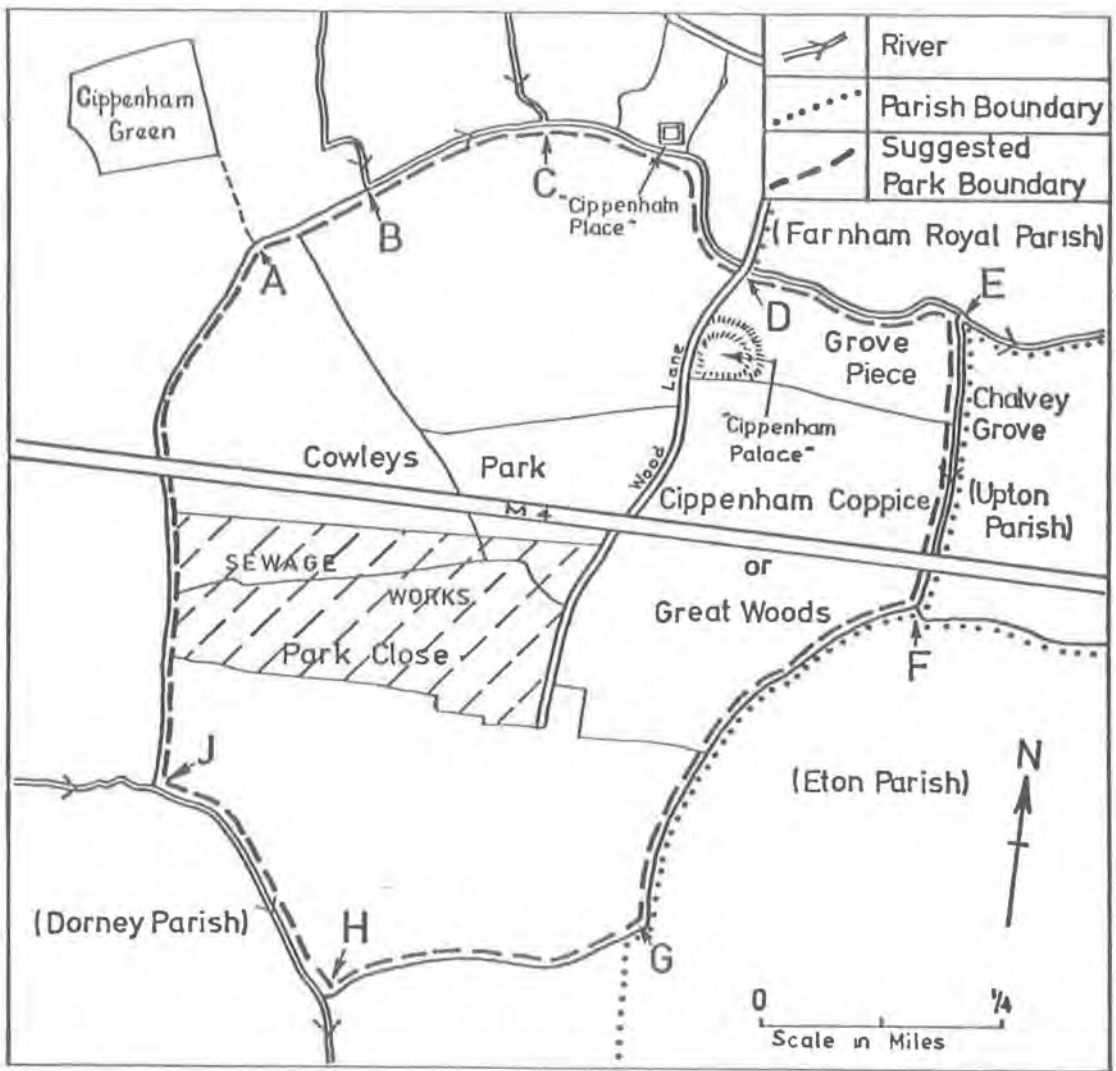 River
Parish Boundary
Suggested
Park Boundary
Cippenham
Green
A
B
C
"Cippenham
Place"
(Farnham Royal Parish)
D
E
Grove
Piece
Lane
Wood
Chalvey
Grove
"Cippenham
Palace"
Cowleys Park
Cippenham Coppice
(Upton
Parish)
M4
or
Great Woods
SEWAGE
WORKS
Park Close
F
J
(Eton Parish)
N
(Dorney Parish)
H
G
0 1/4
Scale in Miles